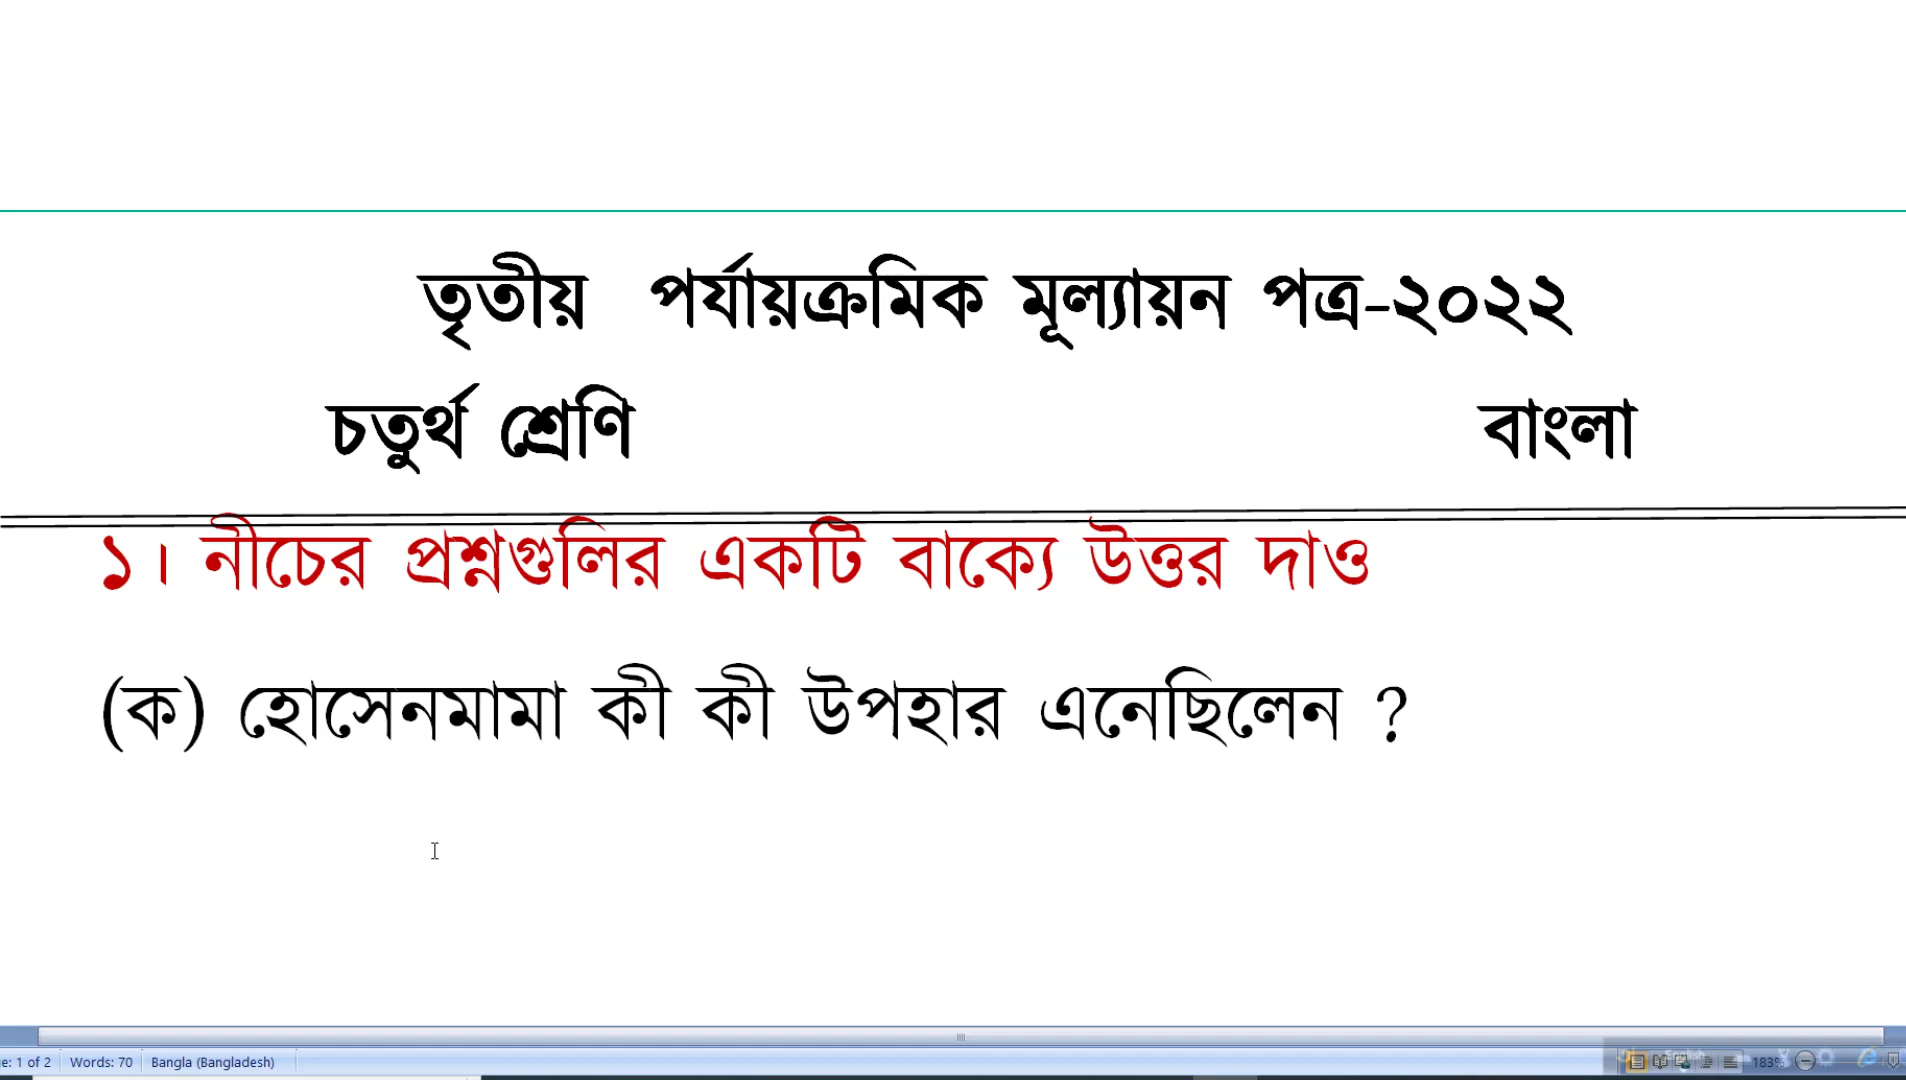 তৃতীয় পর্যায়ক্রমিক মূল্যায়ন পত্র-২০২২
চতুর্থ শ্রেণি বাংলা
১। নীচের প্রশ্নগুলির একটি বাক্যে উত্তর দাও
(ক) হোসেনমামা কী কী উপহার এনেছিলেন ?
e: 1 of 2 Words: 70 Bangla (Bangladesh) 183%